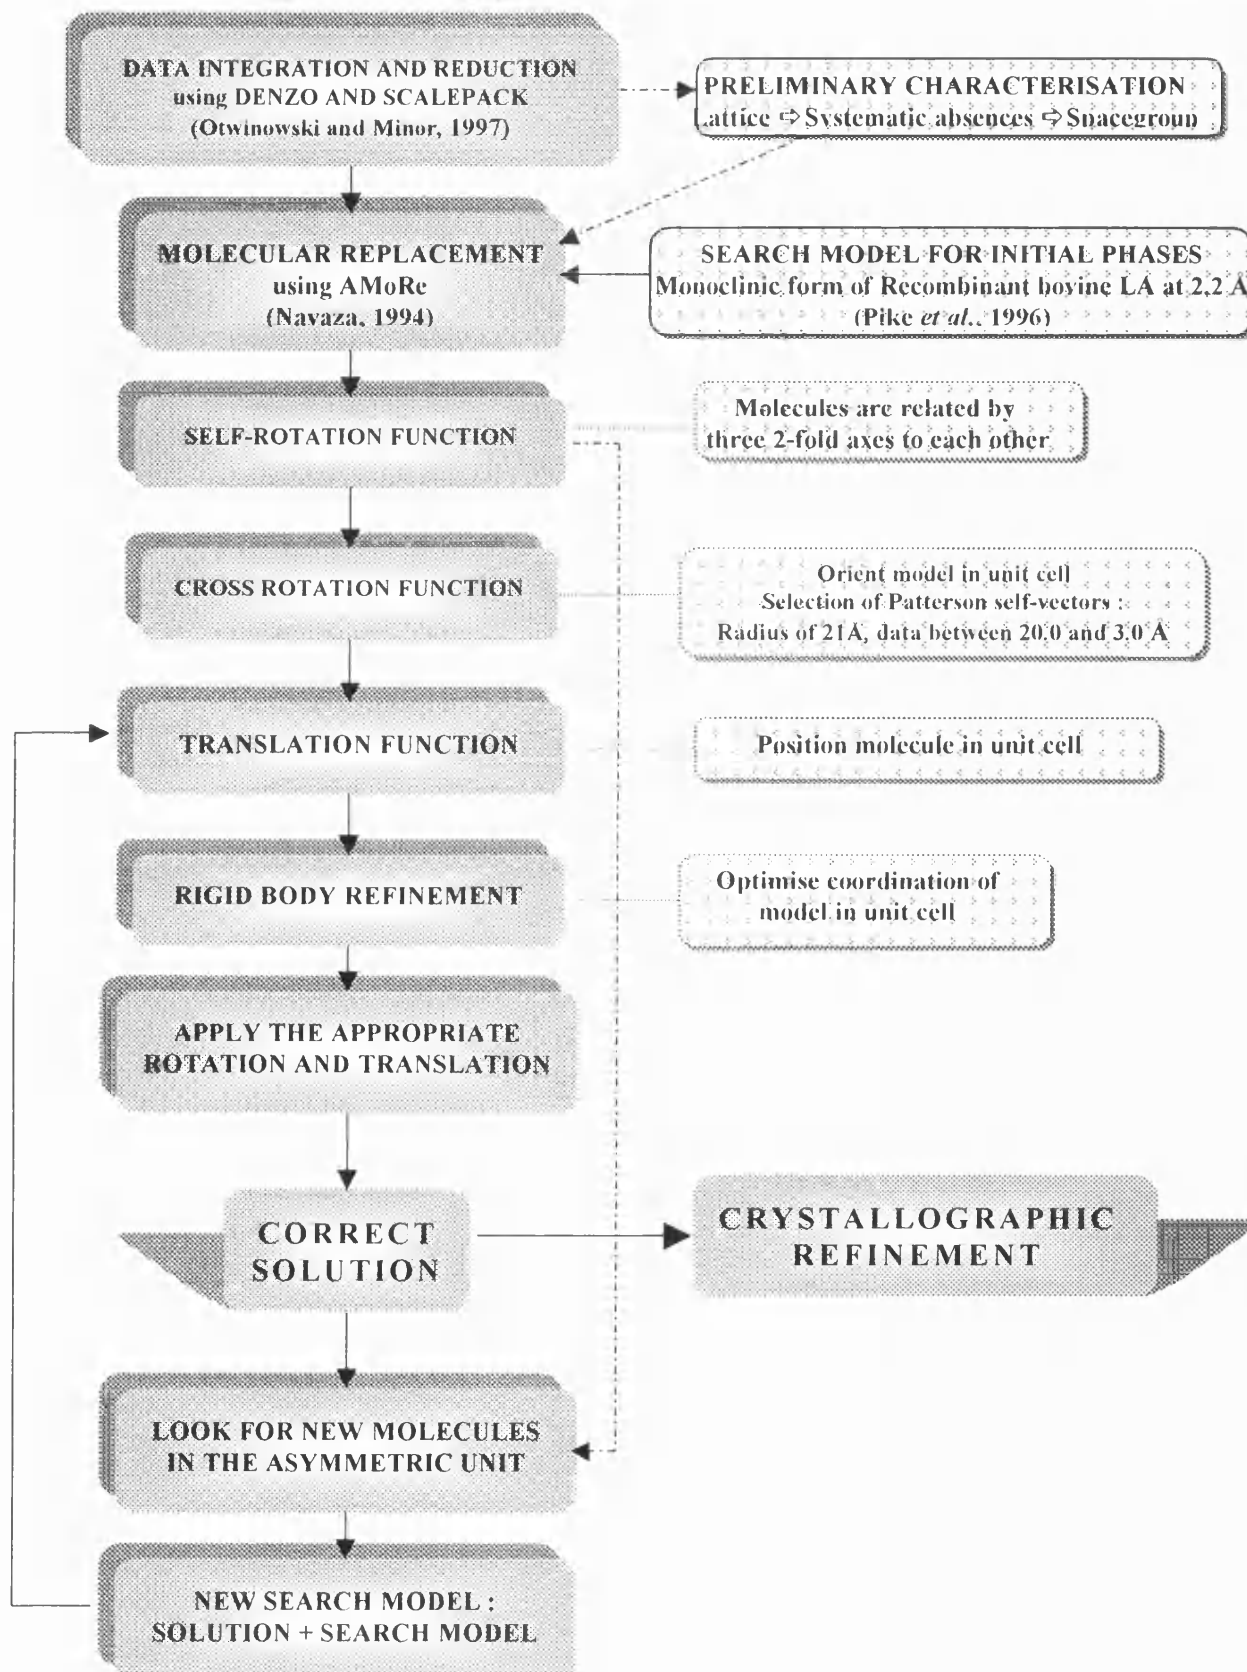 DATA INTEGRATION AND REDUCTION
using DENZO AND SCALEPACK
(Otwinowski and Minor, 1997)
PRELIMINARY CHARACTERISATION
Lattice ⇨ Systematic absences ⇨ Spacegroup
MOLECULAR REPLACEMENT
using AMoRe
(Navaza, 1994)
SEARCH MODEL FOR INITIAL PHASES
Monoclinic form of Recombinant bovine LA at 2.2 Å
(Pike et al., 1996)
SELF-ROTATION FUNCTION
Molecules are related by
three 2-fold axes to each other
CROSS ROTATION FUNCTION
Orient model in unit cell
Selection of Patterson self-vectors :
Radius of 21Å, data between 20.0 and 3.0 Å
TRANSLATION FUNCTION
Position molecule in unit cell
RIGID BODY REFINEMENT
Optimise coordination of
model in unit cell
APPLY THE APPROPRIATE
ROTATION AND TRANSLATION
CORRECT
SOLUTION
CRYSTALLOGRAPHIC
REFINEMENT
LOOK FOR NEW MOLECULES
IN THE ASYMMETRIC UNIT
NEW SEARCH MODEL :
SOLUTION + SEARCH MODEL